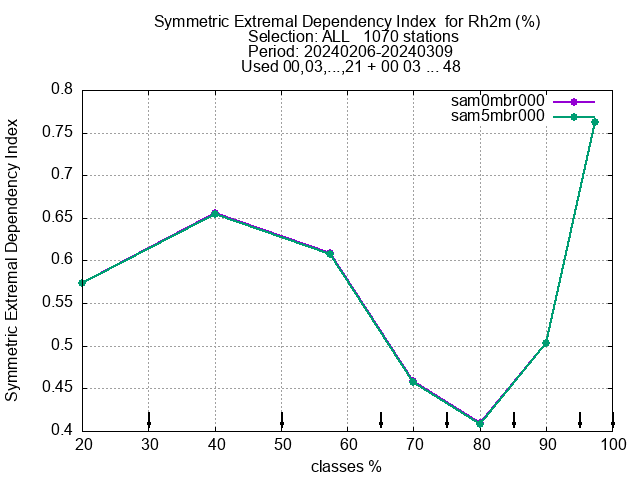 Symmetric Extremal Dependency Index  for Rh2m (%)
Selection: ALL   1070 stations
Period: 20240206-20240309
Used 00,03,...,21 + 00 03 ... 48
sam0mbr000
sam5mbr000
Symmetric Extremal Dependency Index
0.8
0.75
0.7
0.65
0.6
0.55
0.5
0.45
0.4
20 30 40 50 60 70 80 90 100
classes %